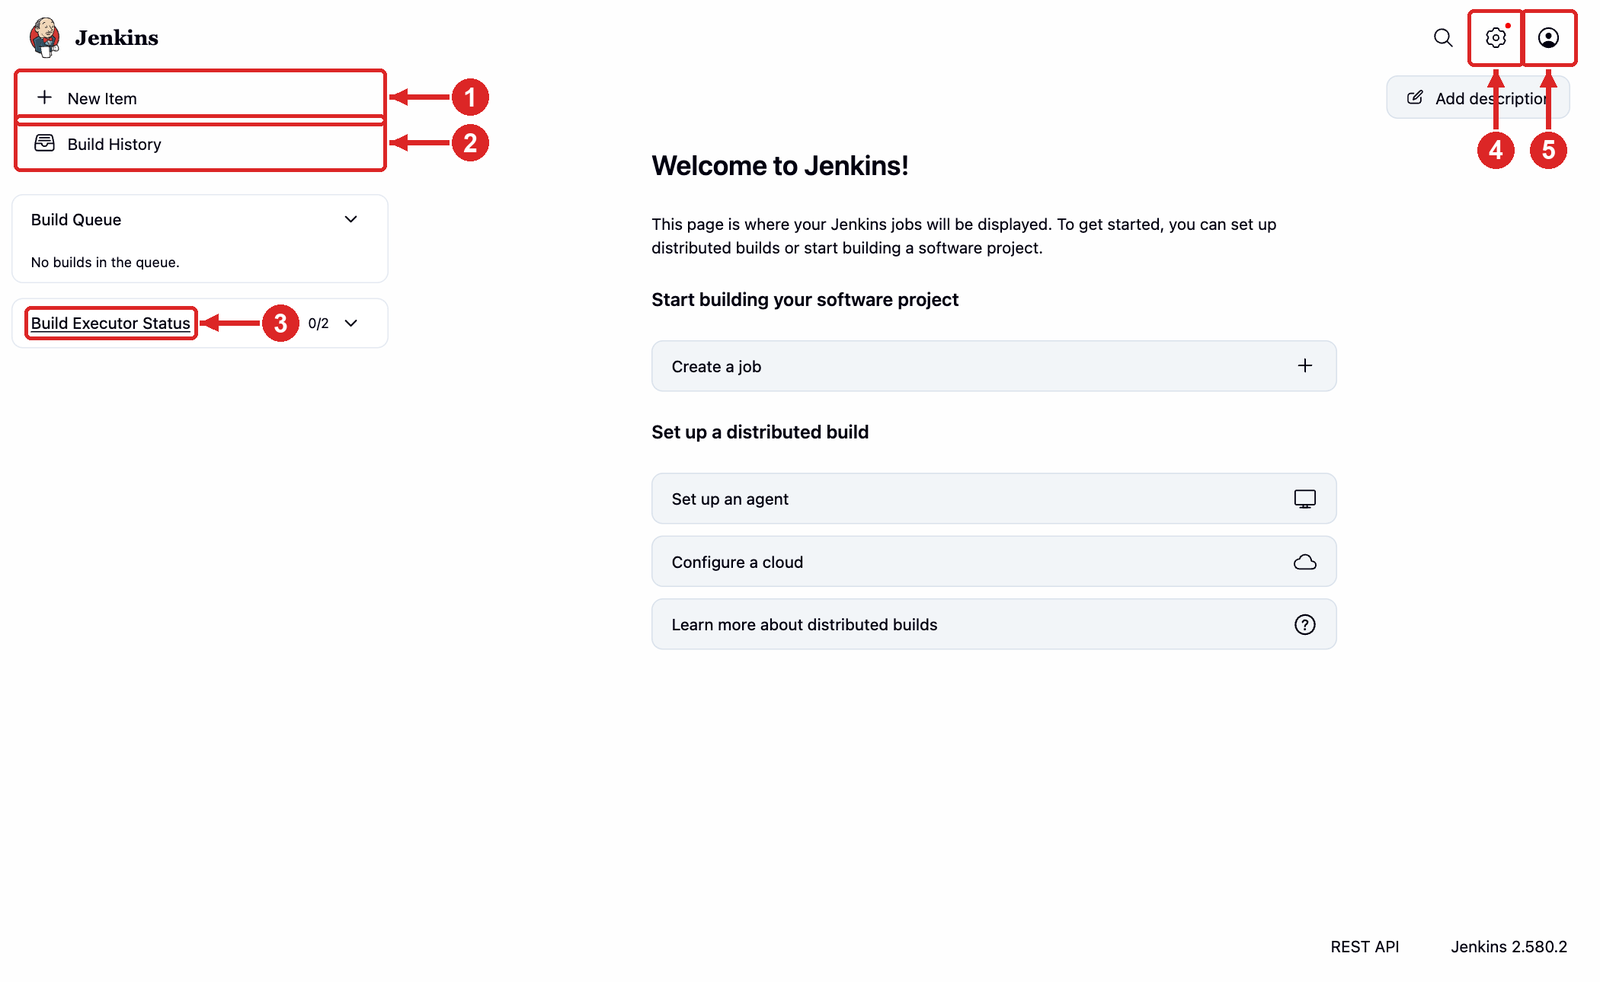 Jenkins
New Item
1
Build History
2
Build Queue
No builds in the queue.
Build Executor Status
3
0/2
Add description
4
5
Welcome to Jenkins!
This page is where your Jenkins jobs will be displayed. To get started, you can set up
distributed builds or start building a software project.
Start building your software project
Create a job
Set up a distributed build
Set up an agent
Configure a cloud
Learn more about distributed builds
REST API
Jenkins 2.580.2